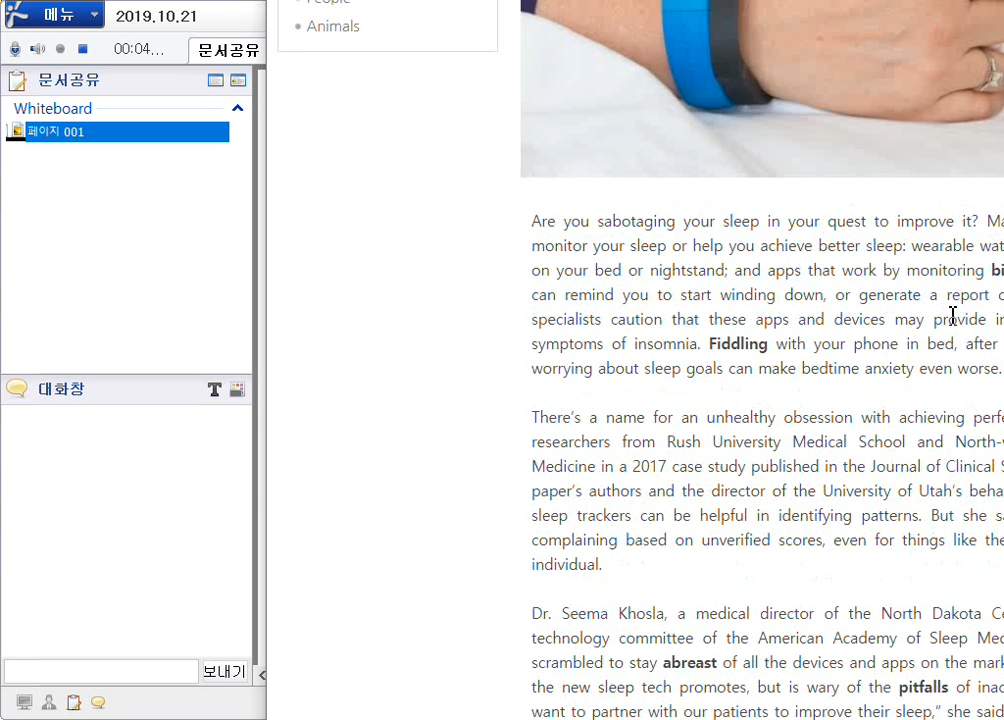 메뉴
2019.10.21
00:04...
문서공유
문서공유
Whiteboard
페이지 001
대화창
T
보내기
People
Animals
Are you sabotaging your sleep in your quest to improve it? Ma
monitor your sleep or help you achieve better sleep: wearable wat
on your bed or nightstand; and apps that work by monitoring bi
can remind you to start winding down, or generate a report o
specialists caution that these apps and devices may provide in
symptoms of insomnia. Fiddling with your phone in bed, after
worrying about sleep goals can make bedtime anxiety even worse.
There's a name for an unhealthy obsession with achieving perfe
researchers from Rush University Medical School and North-w
Medicine in a 2017 case study published in the Journal of Clinical S
paper's authors and the director of the University of Utah's beha
sleep trackers can be helpful in identifying patterns. But she sa
complaining based on unverified scores, even for things like the
individual.
Dr. Seema Khosla, a medical director of the North Dakota Ce
technology committee of the American Academy of Sleep Med
scrambled to stay abreast of all the devices and apps on the mark
the new sleep tech promotes, but is wary of the pitfalls of inac
want to partner with our patients to improve their sleep," she said